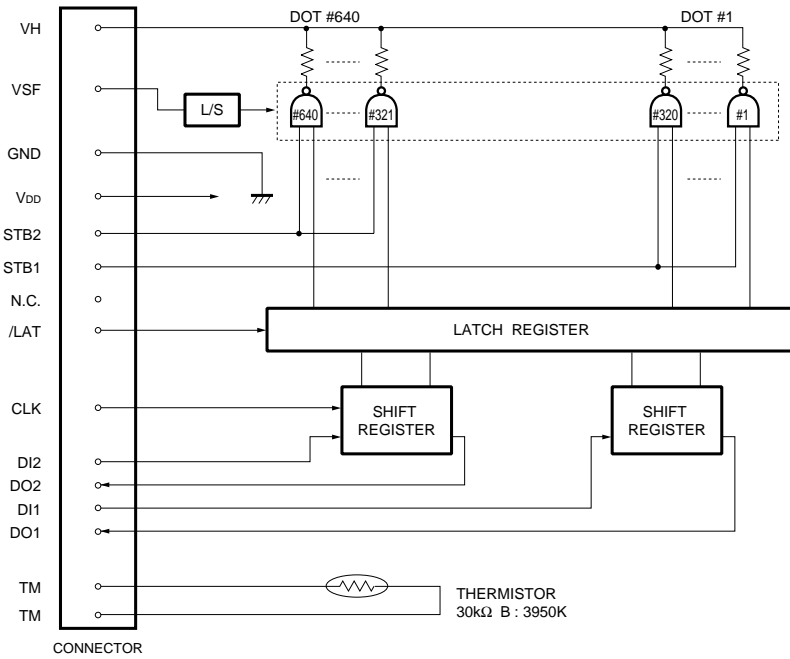 DOT #640 DOT #1
VH
VSF
L/S
#640 #321 #320 #1
GND
VDD
STB2
STB1
N.C.
/LAT
LATCH REGISTER
CLK
SHIFT
REGISTER
SHIFT
REGISTER
DI2
DO2
DI1
DO1
TM
THERMISTOR
30kΩ B : 3950K
TM
CONNECTOR